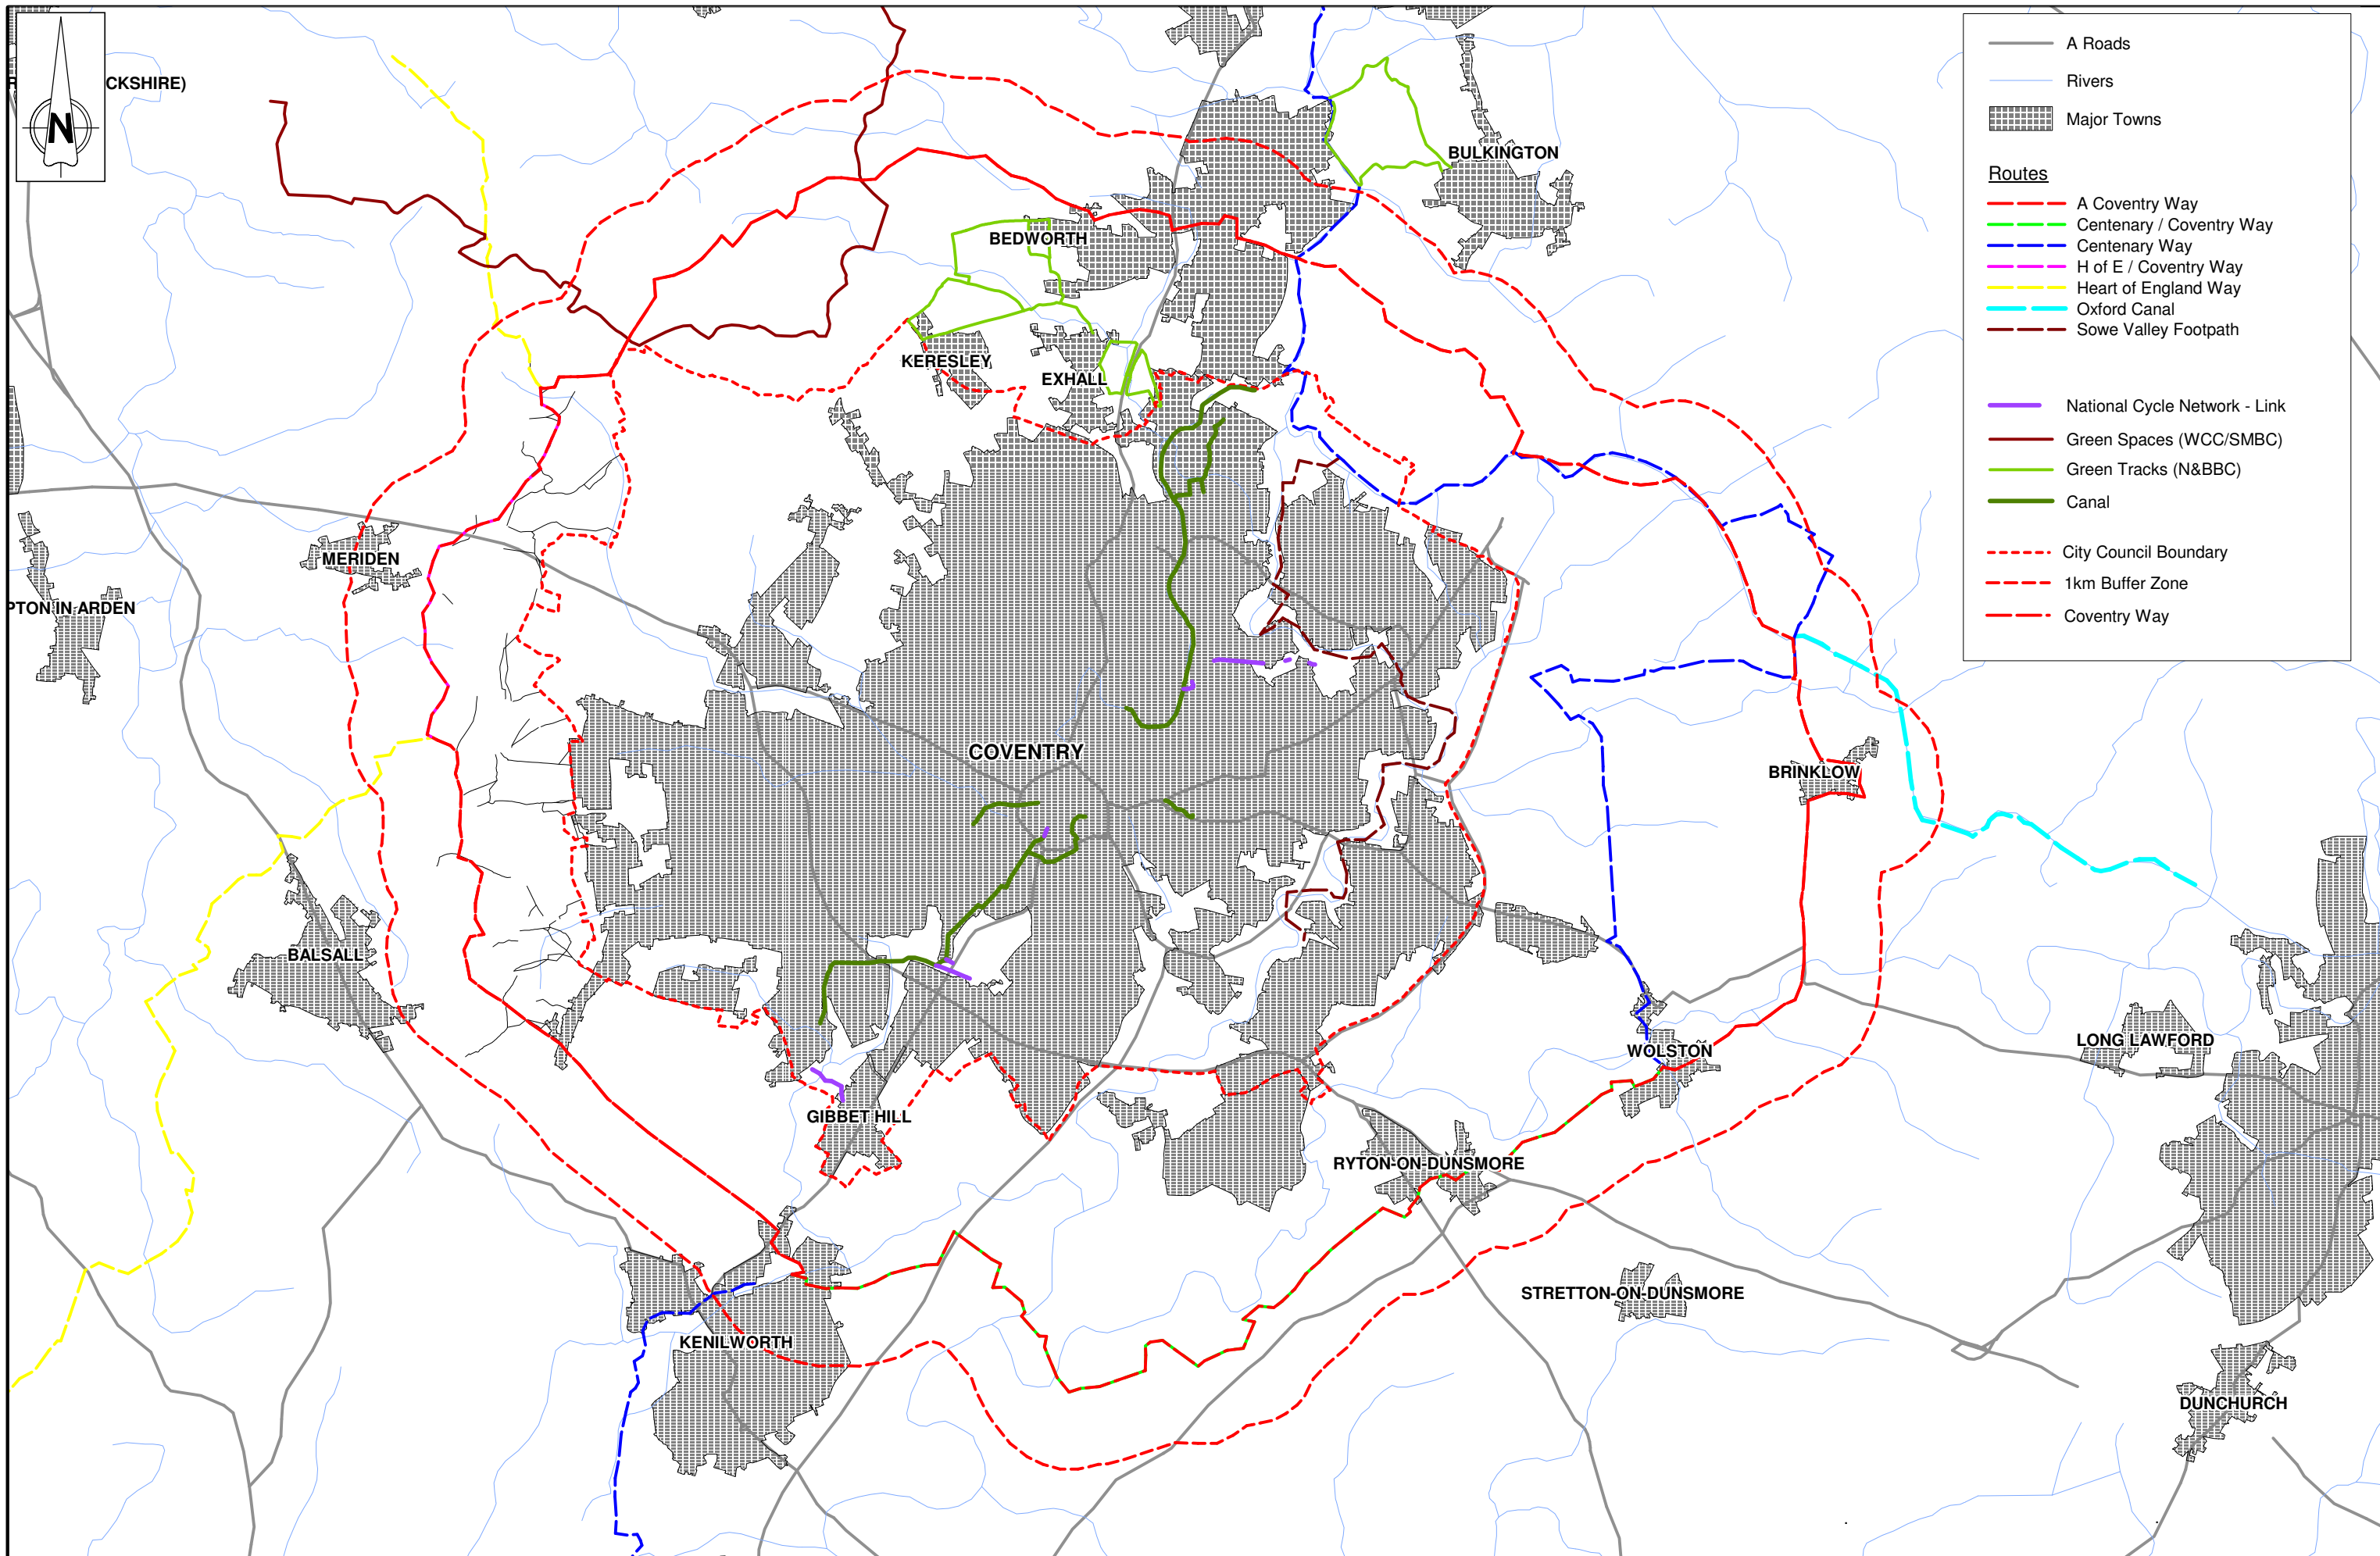 CKSHIRE)
N
BULKINGTON
BEDWORTH
KERESLEY
EXHALL
MERIDEN
PTON IN ARDEN
COVENTRY
BRINKLOW
BALSALL
LONG LAWFORD
WOLSTON
GIBBET HILL
RYTON-ON-DUNSMORE
STRETTON-ON-DUNSMORE
KENILWORTH
DUNCHURCH
A Roads
Rivers
Major Towns
Routes
A Coventry Way
Centenary / Coventry Way
Centenary Way
H of E / Coventry Way
Heart of England Way
Oxford Canal
Sowe Valley Footpath
National Cycle Network - Link
Green Spaces (WCC/SMBC)
Green Tracks (N&BBC)
Canal
City Council Boundary
1km Buffer Zone
Coventry Way